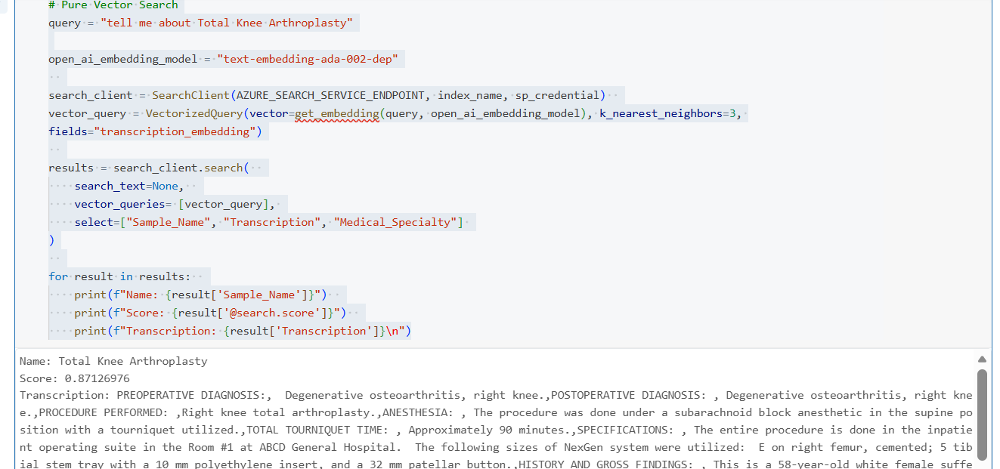 # Pure Vector Search
query = "tell me about Total Knee Arthroplasty"
open_ai_embedding_model = "text-embedding-ada-002-dep"
search_client = SearchClient(AZURE_SEARCH_SERVICE_ENDPOINT, index_name, sp_credential)
vector_query = VectorizedQuery(vector=get_embedding(query, open_ai_embedding_model), k_nearest_neighbors=3,
fields="transcription_embedding")
results = search_client.search(
    search_text=None,
    vector_queries= [vector_query],
    select=["Sample_Name", "Transcription", "Medical_Specialty"]
)
for result in results:
    print(f"Name: {result['Sample_Name']}")
    print(f"Score: {result['@search.score']}")
    print(f"Transcription: {result['Transcription']}\n")
Name: Total Knee Arthroplasty
Score: 0.87126976
Transcription: PREOPERATIVE DIAGNOSIS:,  Degenerative osteoarthritis, right knee.,POSTOPERATIVE DIAGNOSIS: , Degenerative osteoarthritis, right kne
e.,PROCEDURE PERFORMED: ,Right knee total arthroplasty.,ANESTHESIA: , The procedure was done under a subarachnoid block anesthetic in the supine po
sition with a tourniquet utilized.,TOTAL TOURNIQUET TIME: , Approximately 90 minutes.,SPECIFICATIONS: , The entire procedure is done in the inpatie
nt operating suite in the Room #1 at ABCD General Hospital.  The following sizes of NexGen system were utilized:  E on right femur, cemented; 5 tib
ial stem tray with a 10 mm polyethylene insert, and a 32 mm patellar button.,HISTORY AND GROSS FINDINGS: , This is a 58-year-old white female suffe